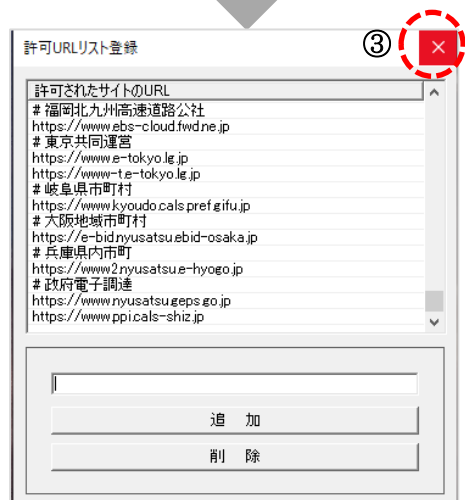 許可URLリスト登録
③
×
許可されたサイトのURL
# 福岡北九州高速道路公社
https://www.ebs-cloud.fwd.ne.jp
# 東京共同運営
https://www.e-tokyo.lg.jp
https://www-t.e-tokyo.lg.jp
# 岐阜県市町村
https://www.kyoudo.cals.pref.gifu.jp
# 大阪地域市町村
https://e-bid.nyusatsu.ebid-osaka.jp
# 兵庫県内市町
https://www2.nyusatsu.e-hyogo.jp
# 政府電子調達
https://www.nyusatsu.geps.go.jp
https://www.ppi.cals-shiz.jp
追 加
削 除